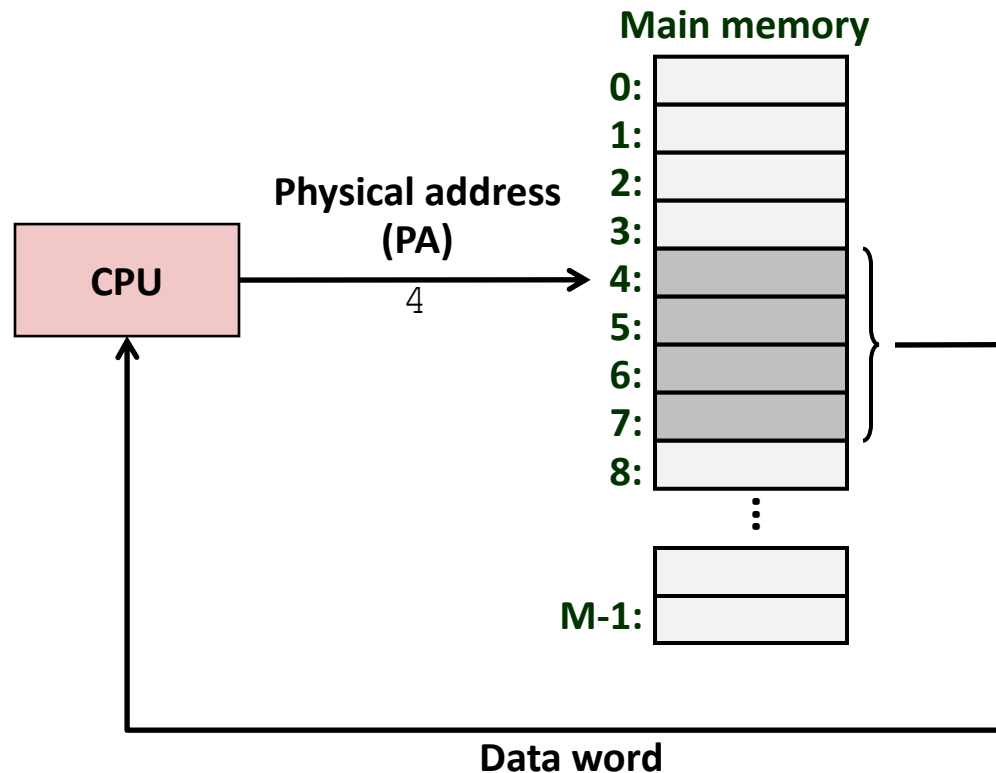 Main memory
0:
1:
2:
Physical address
(PA)
3:
CPU
4
4:
5:
6:
7:
8:
M-1:
Data word